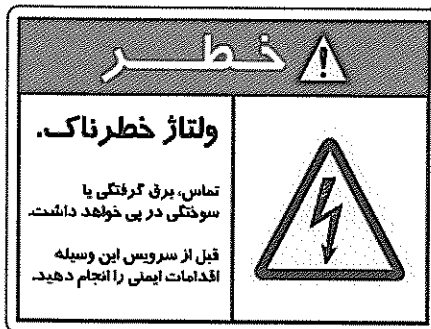 خطر
ولتاژ خطرناک.
تماس، برق گرفتگی یا
سوختگی در پی خواهد داشت.
قبل از سرویس این وسیله
اقدامات ایمنی را انجام دهید.